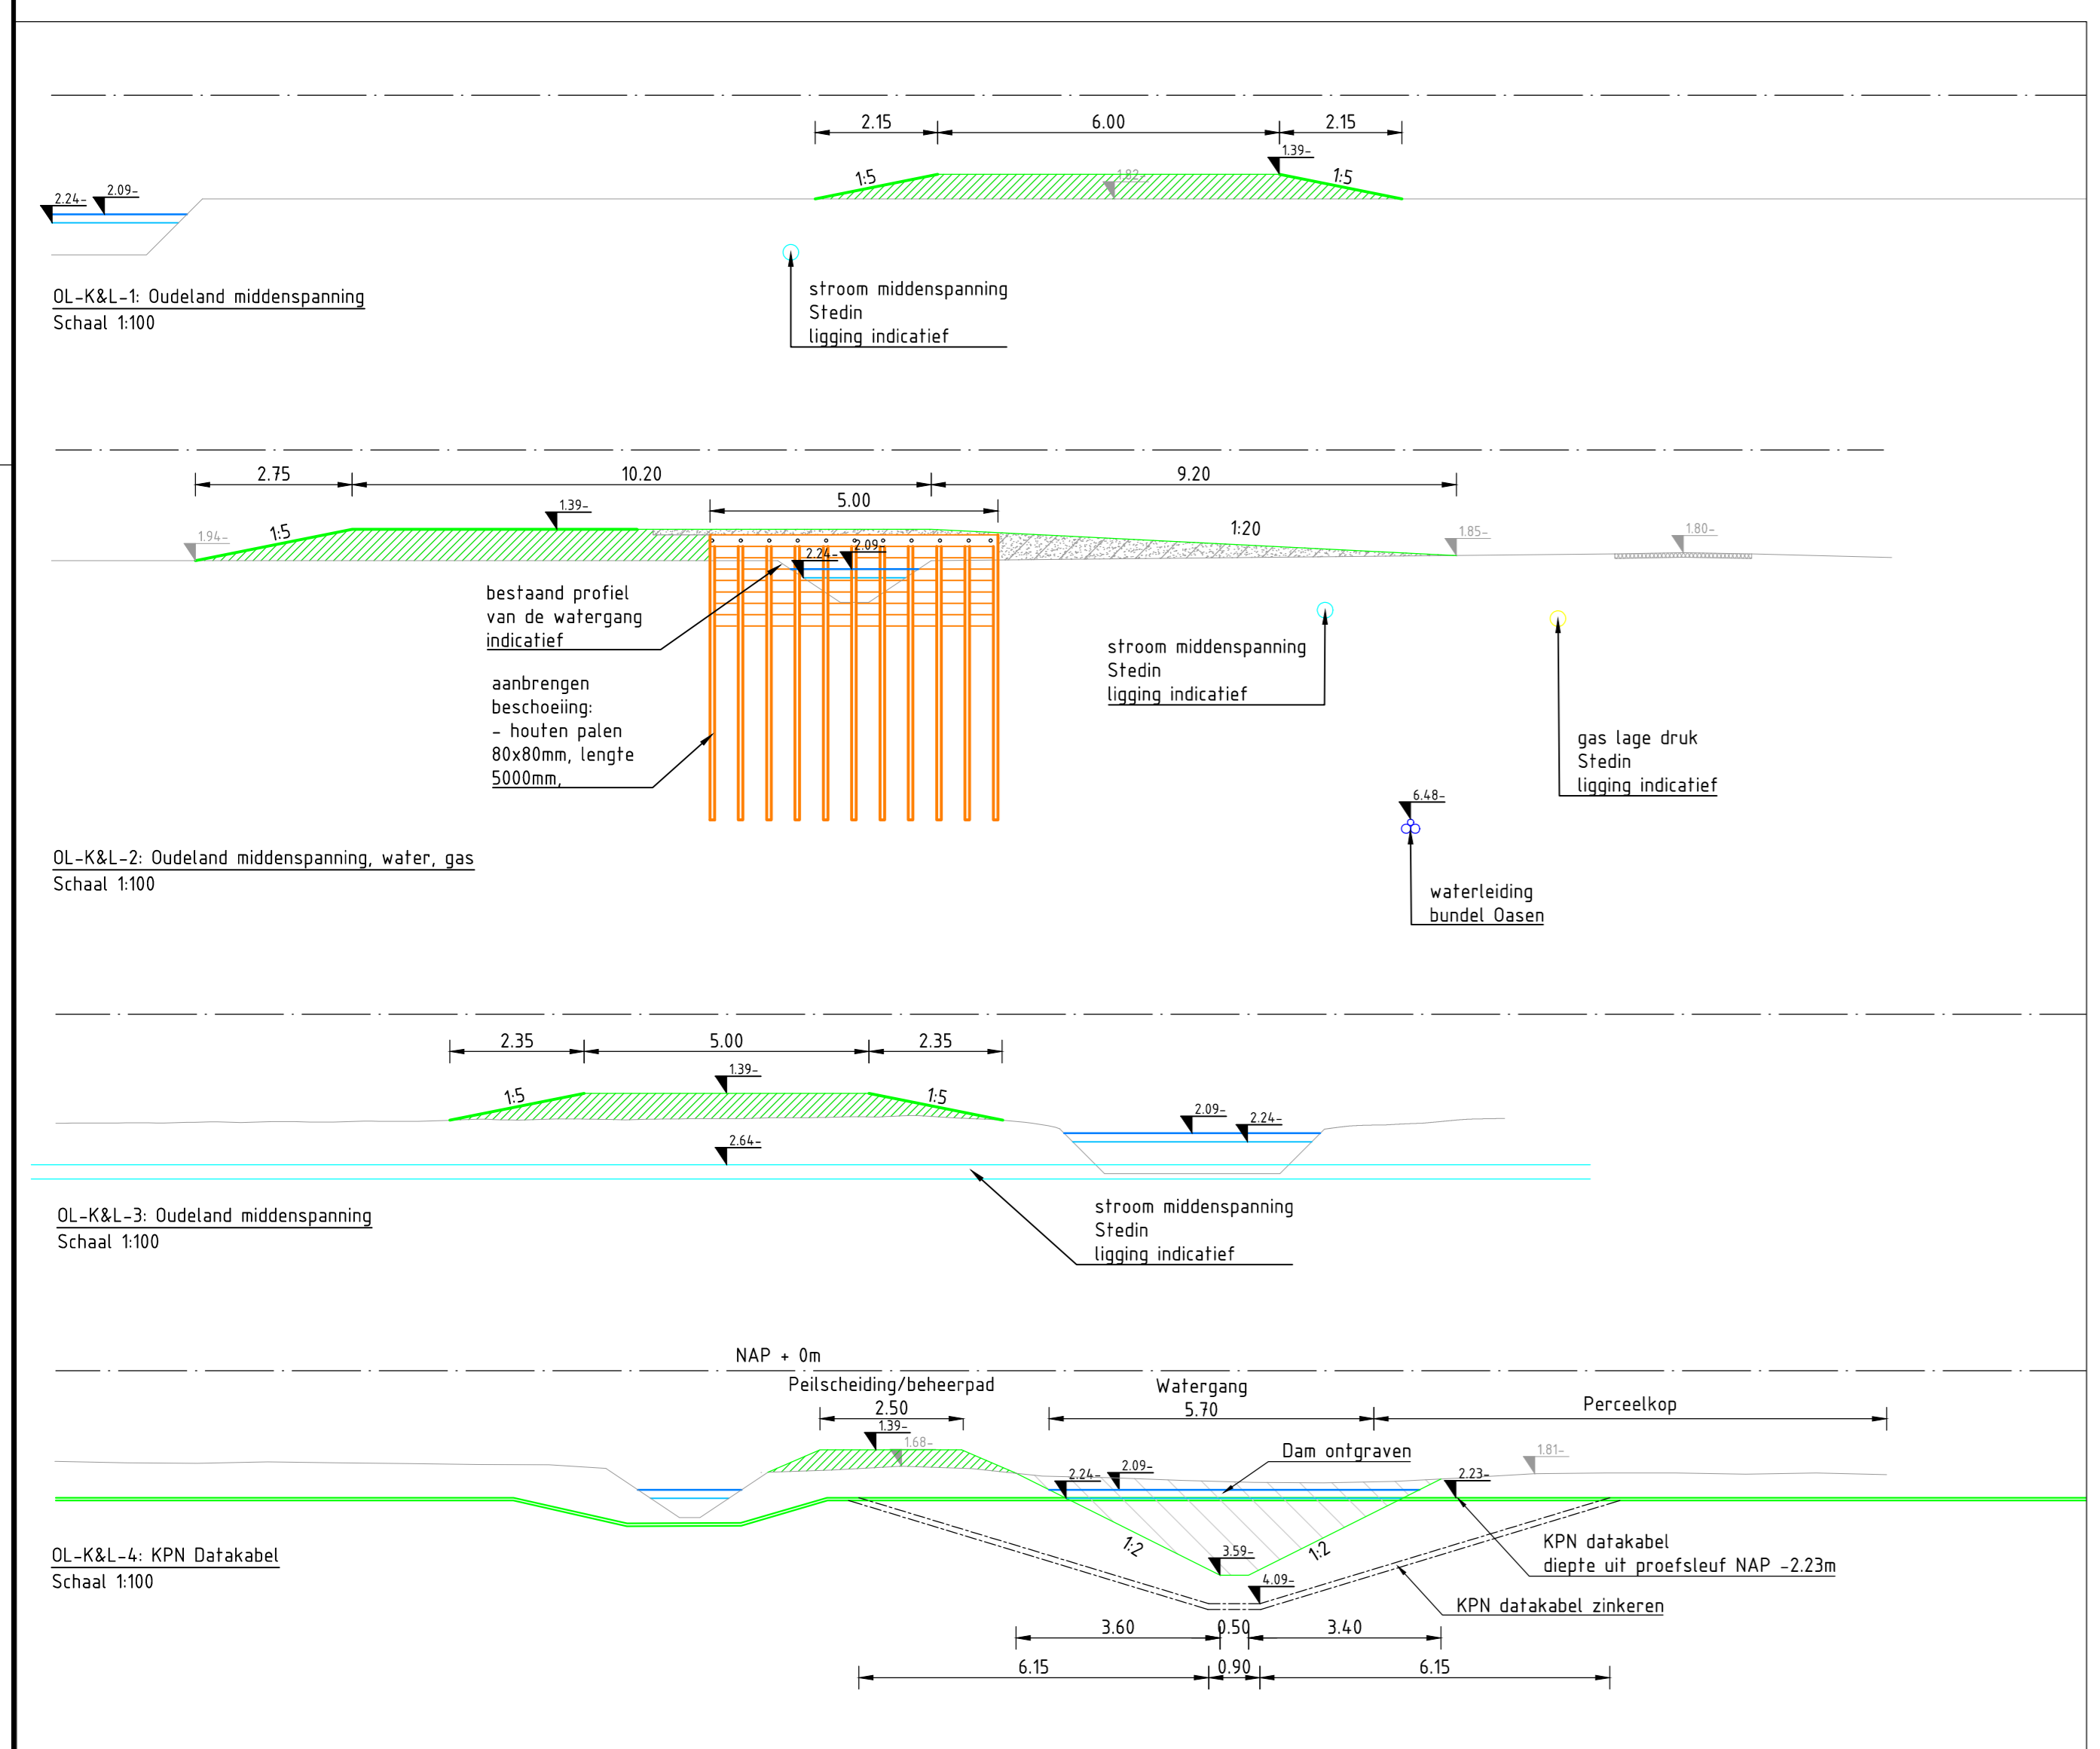 2.15
6.00
2.15
1.39-
1:5
1.82-
1:5
2.24-
2.09-
OL-K&L-1: Oudeland middenspanning
Schaal 1:100
stroom middenspanning
Stedin
ligging indicatief
2.75
10.20
9.20
5.00
1.39-
1.94-
1:5
1:20
1.85-
1.80-
2.24-
2.09-
bestaand profiel
van de watergang
indicatief
aanbrengen
beschoeiing:
- houten palen
80x80mm, lengte
5000mm,
stroom middenspanning
Stedin
ligging indicatief
gas lage druk
Stedin
ligging indicatief
6.48-
waterleiding
bundel Oasen
OL-K&L-2: Oudeland middenspanning, water, gas
Schaal 1:100
2.35
5.00
2.35
1.39-
1:5
1:5
2.09-
2.24-
2.64-
OL-K&L-3: Oudeland middenspanning
Schaal 1:100
stroom middenspanning
Stedin
ligging indicatief
NAP + 0m
Peilscheiding/beheerpad
2.50
Watergang
5.70
Perceelkop
1.39-
1.68-
Dam ontgraven
1.81-
2.24-
2.09-
2.23-
1:2
1:2
3.59-
4.09-
KPN datakabel
diepte uit proefsleuf NAP -2.23m
KPN datakabel zinkeren
OL-K&L-4: KPN Datakabel
Schaal 1:100
3.60
0.50
3.40
6.15
0.90
6.15